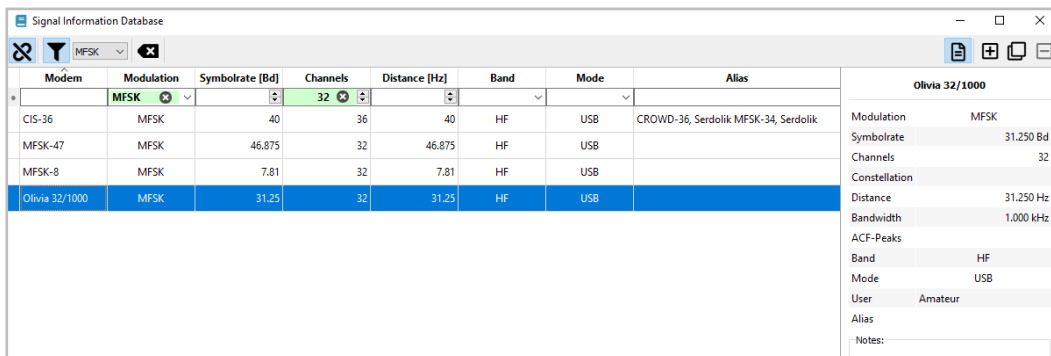 Signal Information Database
MFSK
Modem Modulation Symbolrate [Bd] Channels Distance [Hz] Band Mode Alias
MFSK 32
CIS-36 MFSK 40 36 40 HF USB CROWD-36, Serdolik MFSK-34, Serdolik
MFSK-47 MFSK 46.875 32 46.875 HF USB
MFSK-8 MFSK 7.81 32 7.81 HF USB
Olivia 32/1000 MFSK 31.25 32 31.25 HF USB
Olivia 32/1000
Modulation MFSK
Symbolrate 31.250 Bd
Channels 32
Constellation
Distance 31.250 Hz
Bandwidth 1.000 kHz
ACF-Peaks
Band HF
Mode USB
User Amateur
Alias
Notes: